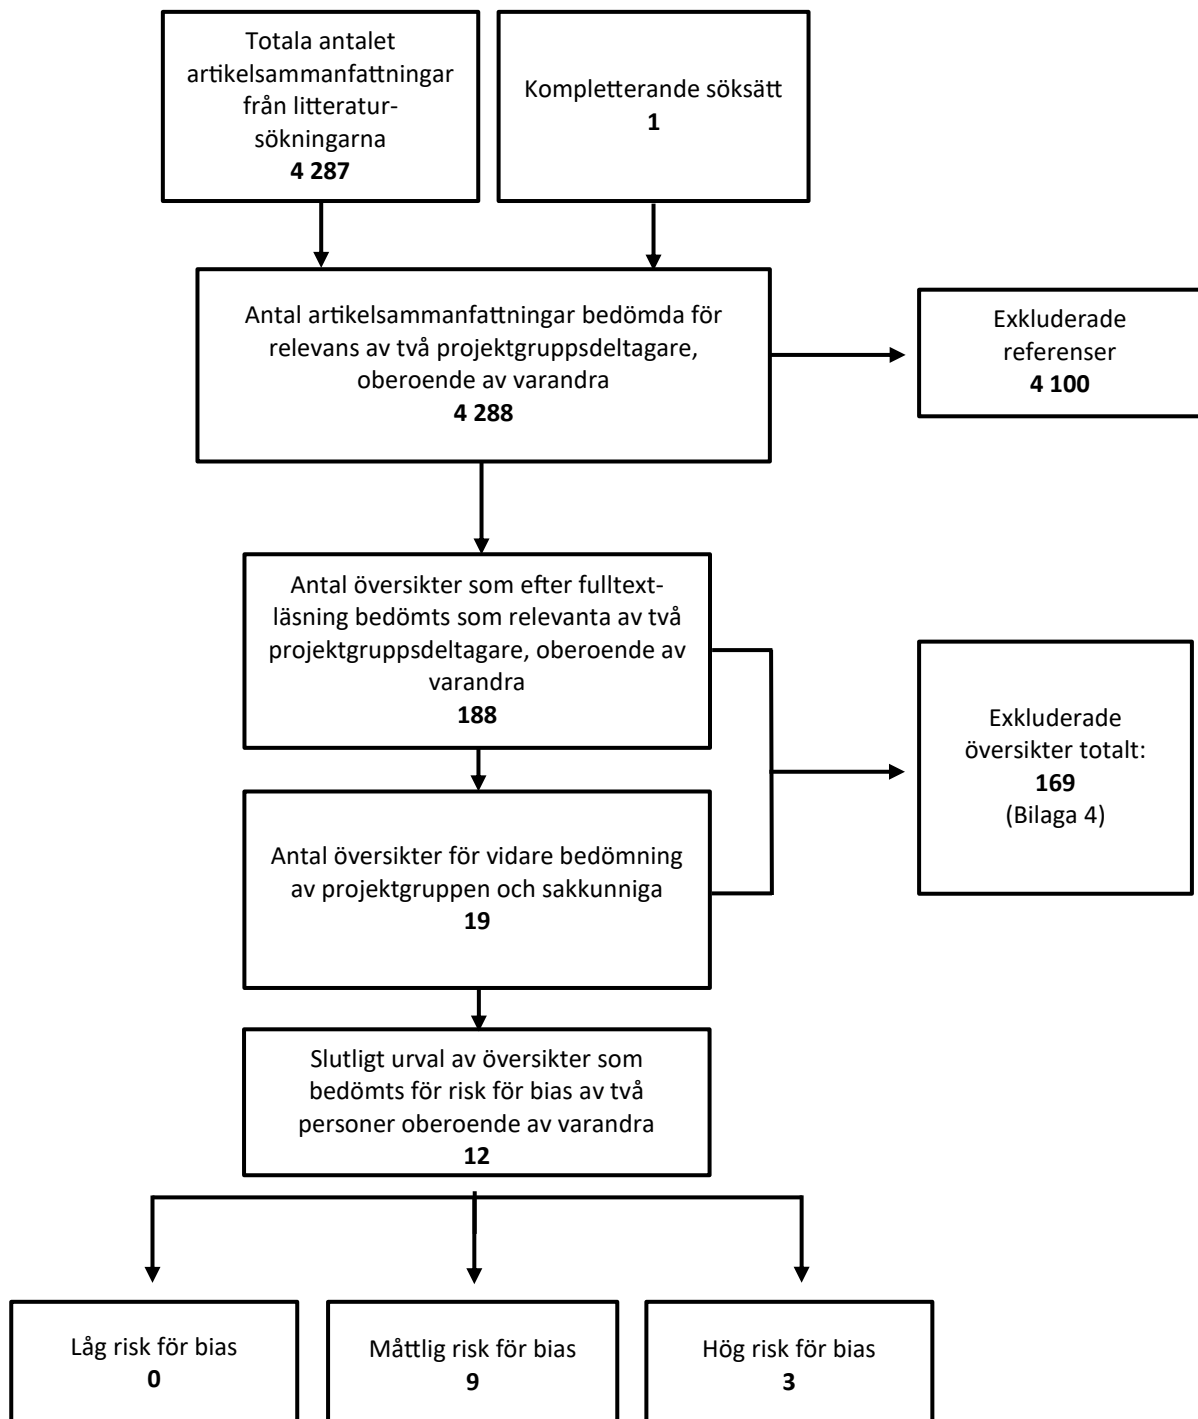 Totala antalet
artikelsammanfattningar
från litteratur-
sökningarna
4 287
Kompletterande söksätt
1
Antal artikelsammanfattningar bedömda för
relevans av två projektgruppsdeltagare,
oberoende av varandra
4 288
Exkluderade
referenser
4 100
Antal översikter som efter fulltext-
läsning bedömts som relevanta av två
projektgruppsdeltagare, oberoende av
varandra
188
Exkluderade
översikter totalt:
169
(Bilaga 4)
Antal översikter för vidare bedömning
av projektgruppen och sakkunniga
19
Slutligt urval av översikter som
bedömts för risk för bias av två
personer oberoende av varandra
12
Låg risk för bias
0
Måttlig risk för bias
9
Hög risk för bias
3